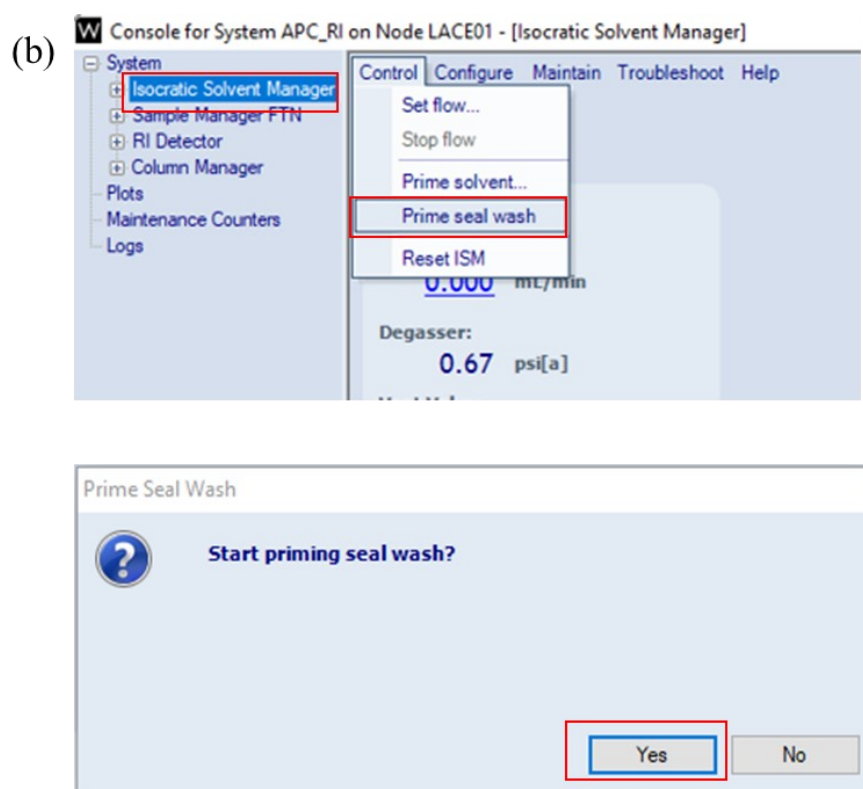 (b)
W Console for System APC_RI on Node LACE01 - [Isocratic Solvent Manager]
System
Isocratic Solvent Manager
Sample Manager FTN
RI Detector
Column Manager
Plots
Maintenance Counters
Logs
Control Configure Maintain Troubleshoot Help
Set flow...
Stop flow
Prime solvent...
Prime seal wash
Reset ISM
0.000 mL/min
Degasser:
0.67 psi[a]
Prime Seal Wash
? Start priming seal wash?
Yes No